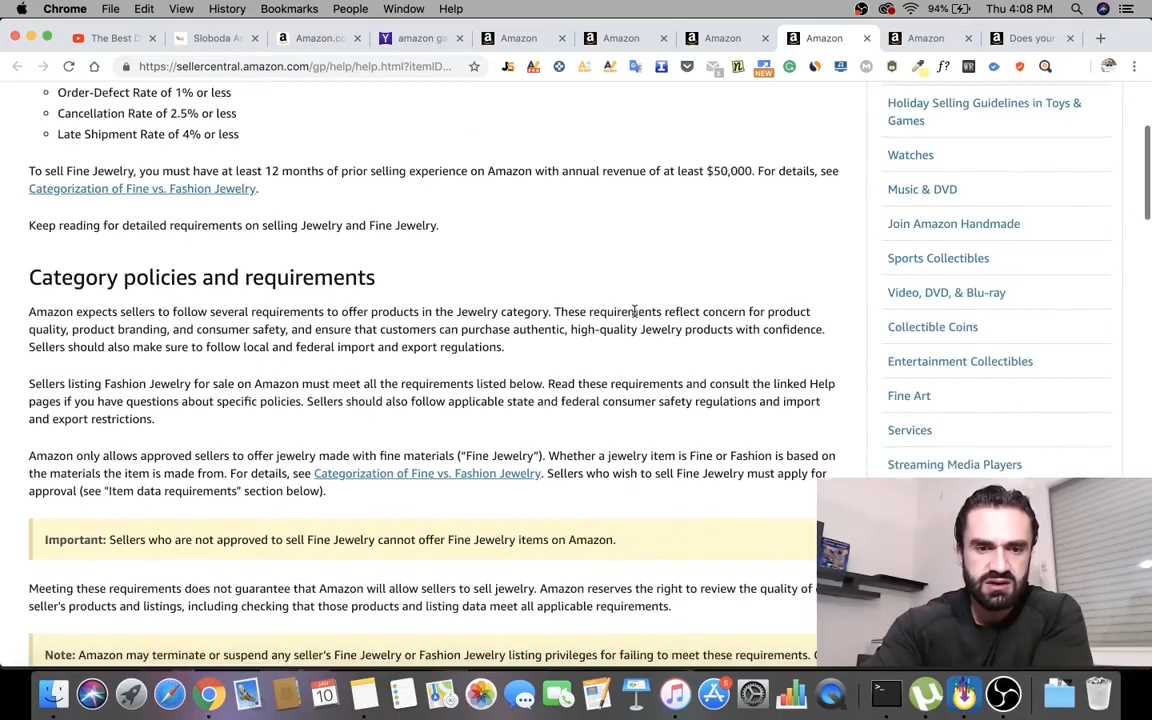 Chrome File Edit View History Bookmarks People Window Help 94% Thu 4:08 PM
The Best D Sloboda Ar Amazon.co amazon ga Amazon Amazon Amazon Amazon Amazon Does your
https://sellercentral.amazon.com/gp/help/help.html?itemID...
NEW
Order-Defect Rate of 1% or less
Cancellation Rate of 2.5% or less
Late Shipment Rate of 4% or less
To sell Fine Jewelry, you must have at least 12 months of prior selling experience on Amazon with annual revenue of at least $50,000. For details, see
Categorization of Fine vs. Fashion Jewelry.
Keep reading for detailed requirements on selling Jewelry and Fine Jewelry.
Category policies and requirements
Amazon expects sellers to follow several requirements to offer products in the Jewelry category. These requirements reflect concern for product
quality, product branding, and consumer safety, and ensure that customers can purchase authentic, high-quality Jewelry products with confidence.
Sellers should also make sure to follow local and federal import and export regulations.
Sellers listing Fashion Jewelry for sale on Amazon must meet all the requirements listed below. Read these requirements and consult the linked Help
pages if you have questions about specific policies. Sellers should also follow applicable state and federal consumer safety regulations and import
and export restrictions.
Amazon only allows approved sellers to offer jewelry made with fine materials (“Fine Jewelry”). Whether a jewelry item is Fine or Fashion is based on
the materials the item is made from. For details, see Categorization of Fine vs. Fashion Jewelry. Sellers who wish to sell Fine Jewelry must apply for
approval (see "Item data requirements" section below).
Important: Sellers who are not approved to sell Fine Jewelry cannot offer Fine Jewelry items on Amazon.
Meeting these requirements does not guarantee that Amazon will allow sellers to sell jewelry. Amazon reserves the right to review the quality of
seller's products and listings, including checking that those products and listing data meet all applicable requirements.
Note: Amazon may terminate or suspend any seller's Fine Jewelry or Fashion Jewelry listing privileges for failing to meet these requirements.
Holiday Selling Guidelines in Toys &
Games
Watches
Music & DVD
Join Amazon Handmade
Sports Collectibles
Video, DVD, & Blu-ray
Collectible Coins
Entertainment Collectibles
Fine Art
Services
Streaming Media Players
JAN
10
5